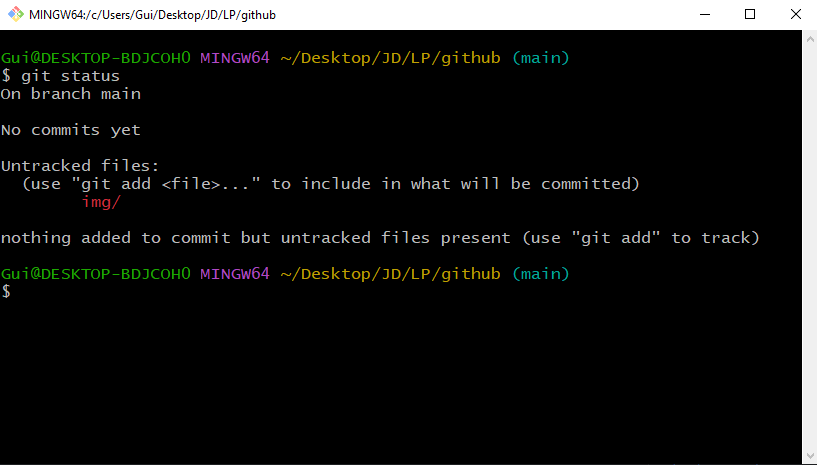 MINGW64:/c/Users/Gui/Desktop/JD/LP/github
Gui@DESKTOP-BDJCOH0 MINGW64 ~/Desktop/JD/LP/github (main)
$ git status
On branch main
No commits yet
Untracked files:
  (use "git add <file>..." to include in what will be committed)
        img/
nothing added to commit but untracked files present (use "git add" to track)
Gui@DESKTOP-BDJCOH0 MINGW64 ~/Desktop/JD/LP/github (main)
$